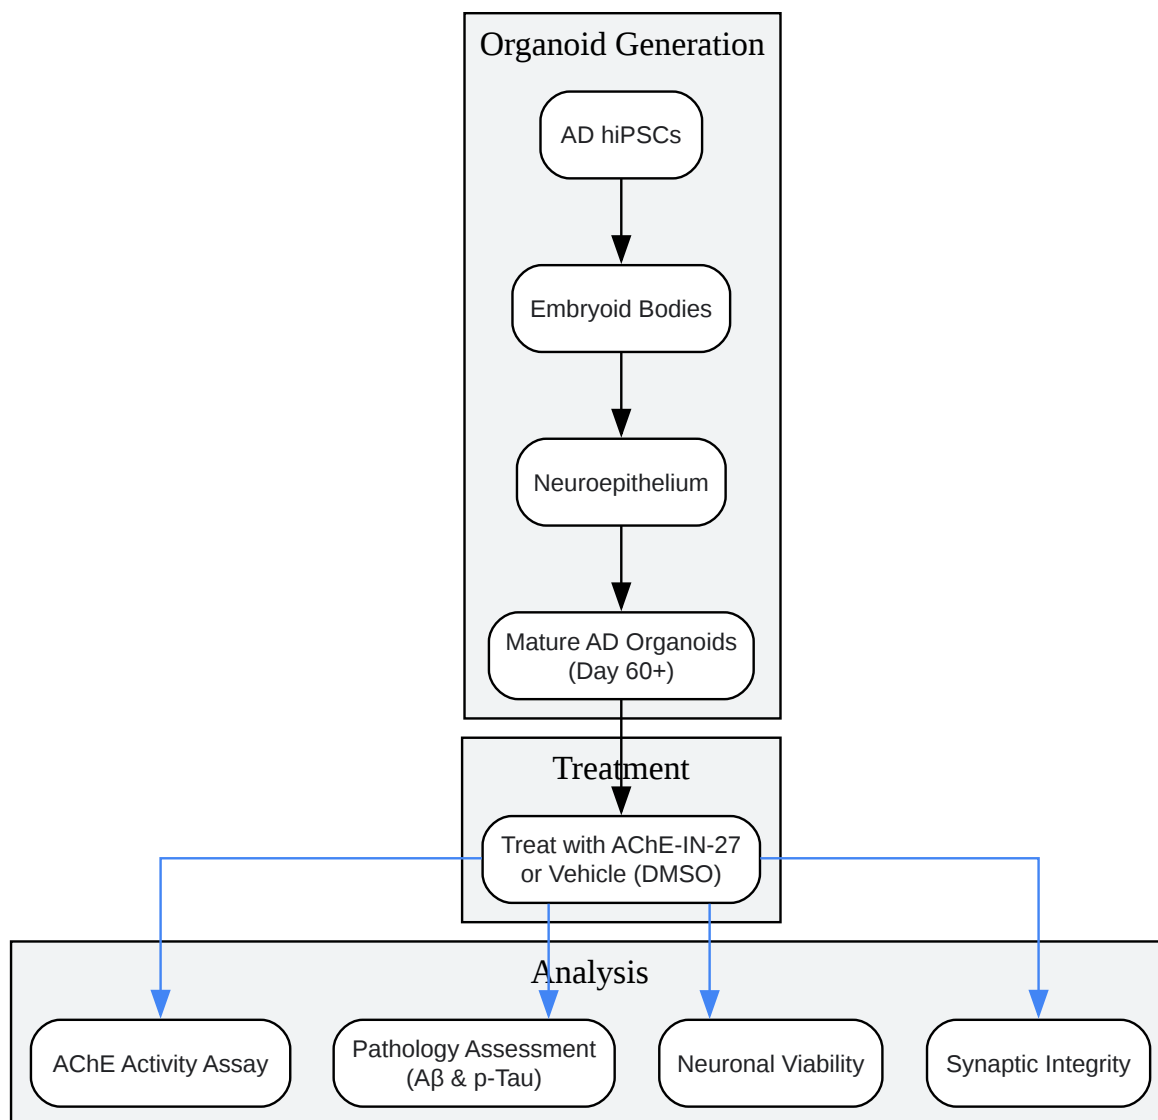 Organoid Generation
AD hiPSCs
Embryoid Bodies
Neuroepithelium
Mature AD Organoids
(Day 60+)
Treatment
Treat with AChE-IN-27
or Vehicle (DMSO)
Analysis
AChE Activity Assay
Pathology Assessment
(Aβ & p-Tau)
Neuronal Viability
Synaptic Integrity